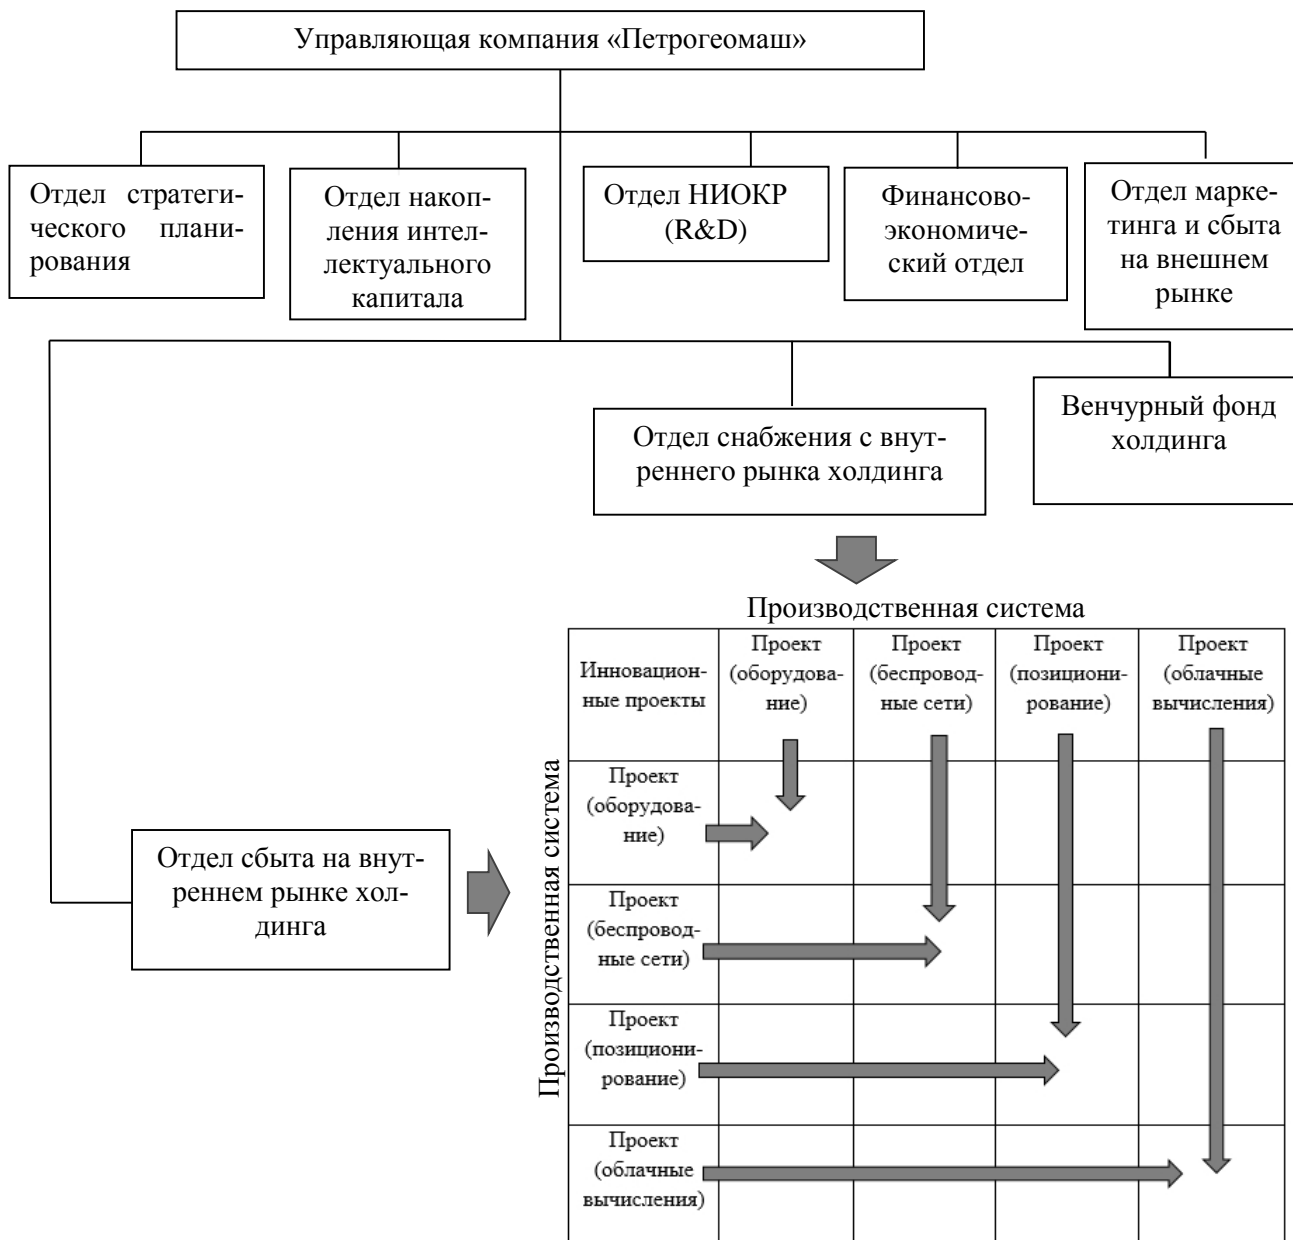 Управляющая компания «Петрогеомаш»
Отдел стратеги-
ческого плани-
рования
Отдел накоп-
ления интел-
лектуального
капитала
Отдел НИОКР
(R&D)
Финансово-
экономиче-
ский отдел
Отдел марке-
тинга и сбыта
на внешнем
рынке
Отдел снабжения с внут-
реннего рынка холдинга
Венчурный фонд
холдинга
Отдел сбыта на внут-
реннем рынке хол-
динга
Производственная система
Производственная система
Инновацион-
ные проекты
Проект
(оборудова-
ние)
Проект
(беспровод-
ные сети)
Проект
(позициони-
рование)
Проект
(облачные
вычисления)
Проект
(оборудова-
ние)
Проект
(беспровод-
ные сети)
Проект
(позициони-
рование)
Проект
(облачные
вычисления)